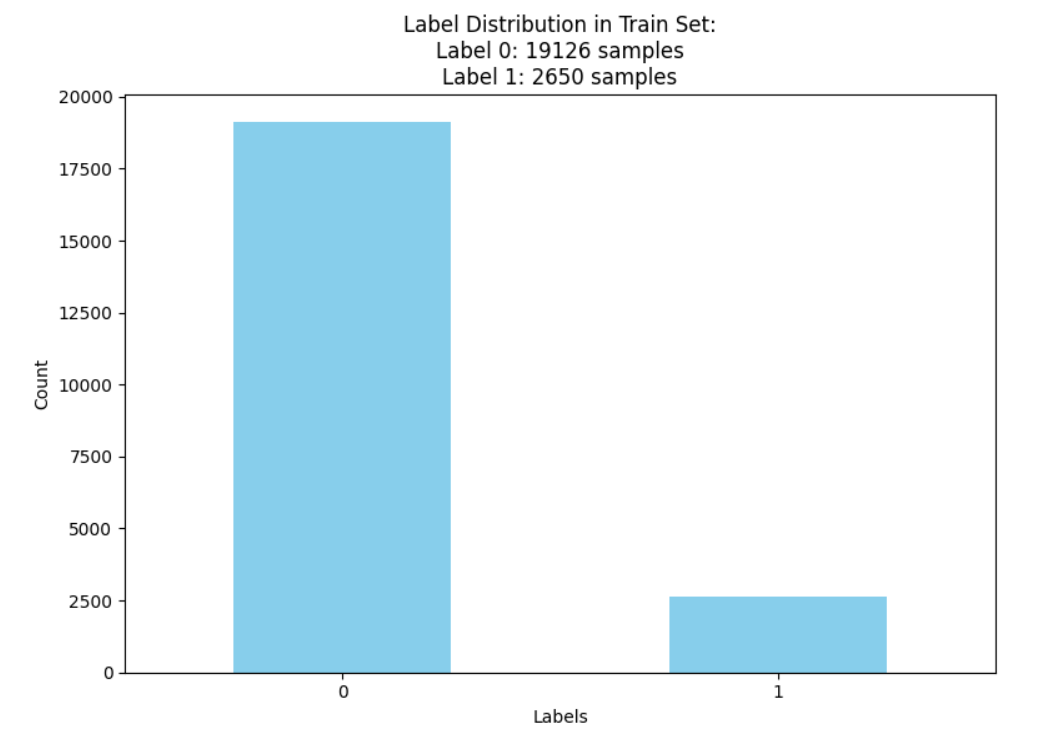 Label Distribution in Train Set:
Label 0: 19126 samples
Label 1: 2650 samples
20000
17500
15000
12500
10000
7500
5000
2500
0
Count
0 1
Labels